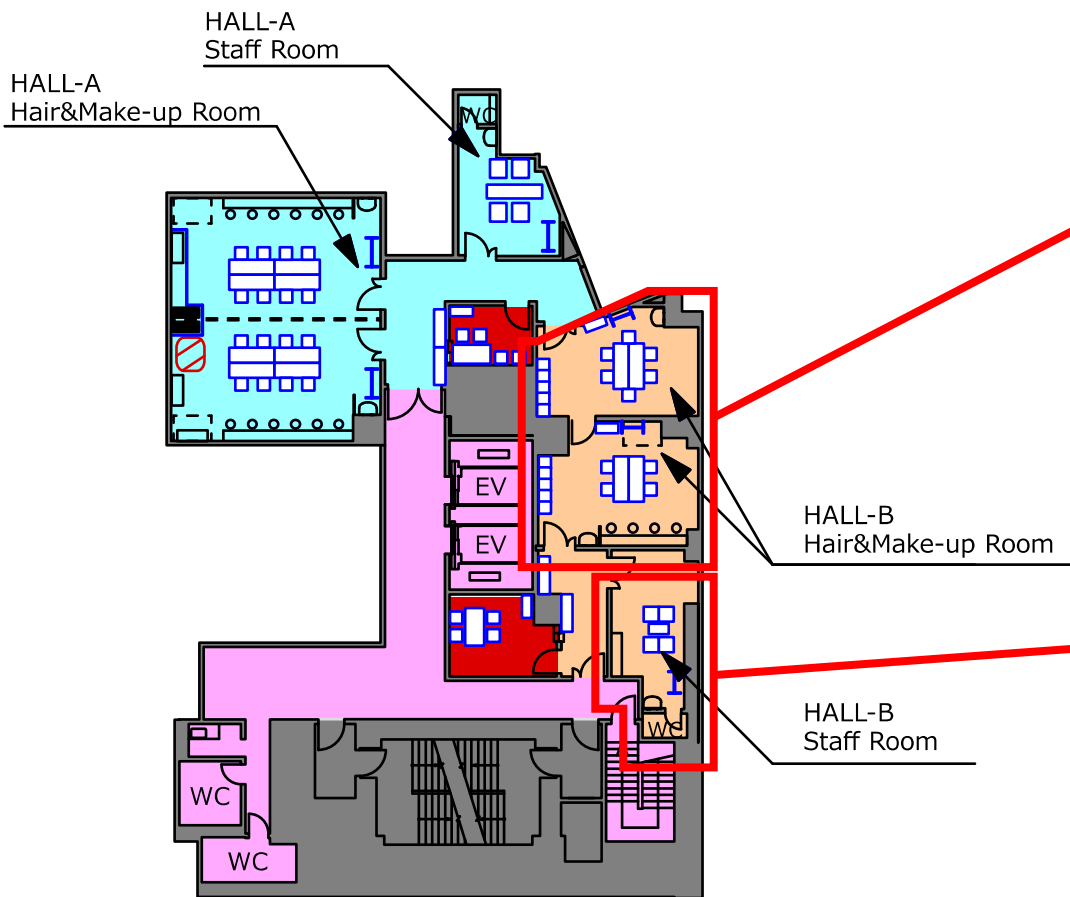 HALL-A
Staff Room
HALL-A
Hair&Make-up Room
WC
EV
EV
HALL-B
Hair&Make-up Room
HALL-B
Staff Room
WC
WC
WC